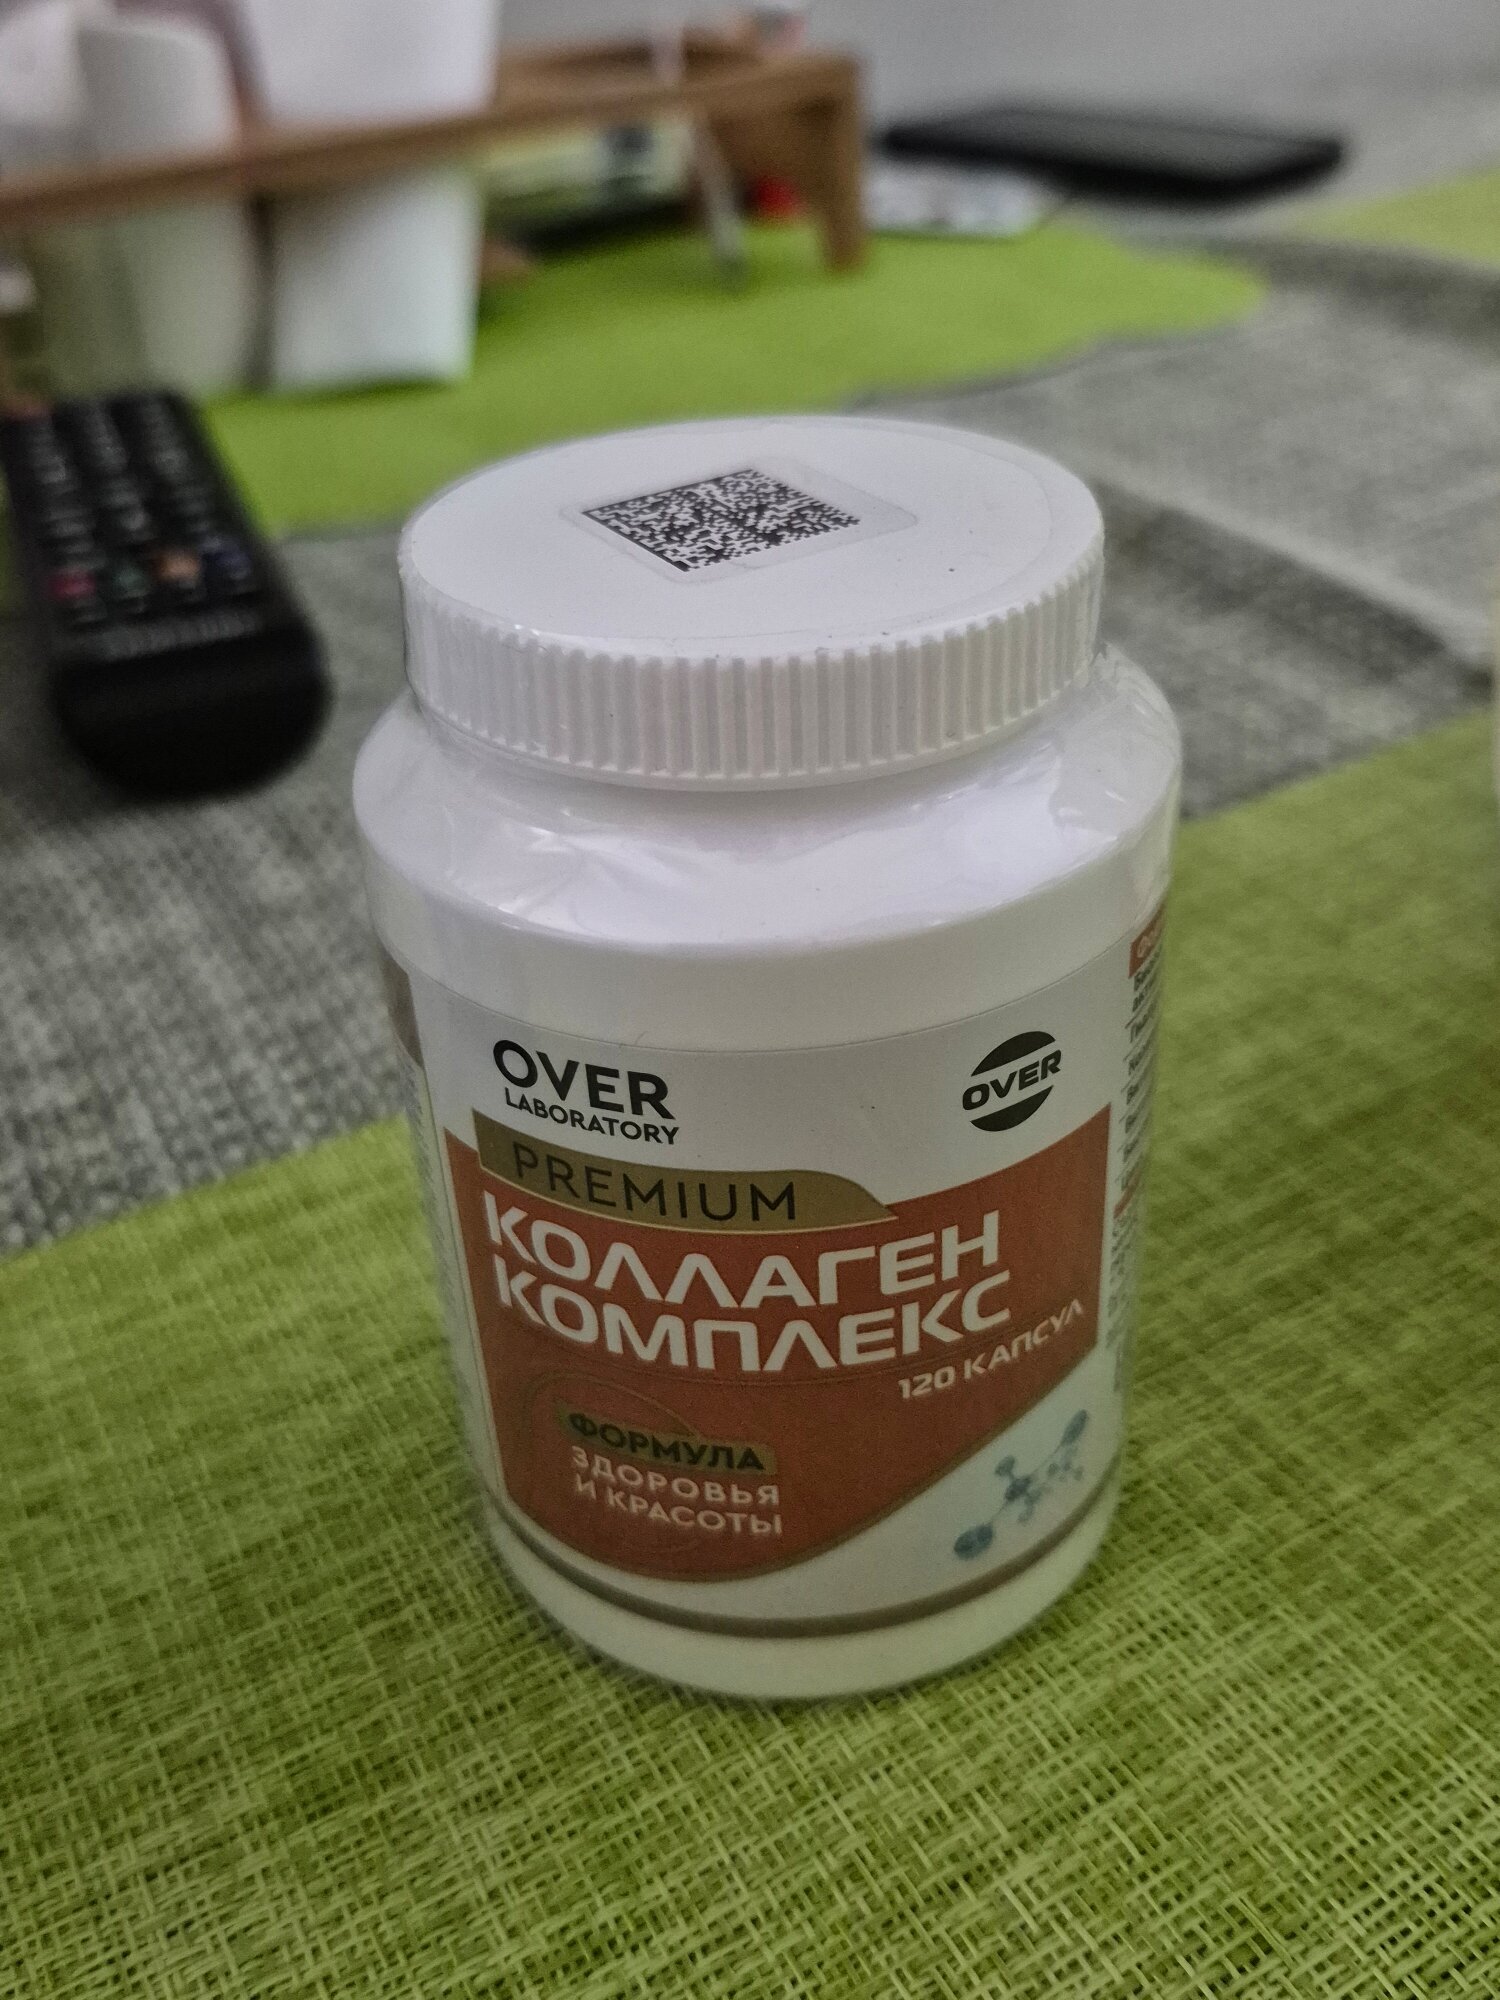 OVER
LABORATORY
OVER
PREMIUM
КОЛЛАГЕН
КОМПЛЕКС
120 КАПСУЛ
ФОРМУЛА
ЗДОРОВЬЯ
И КРАСОТЫ